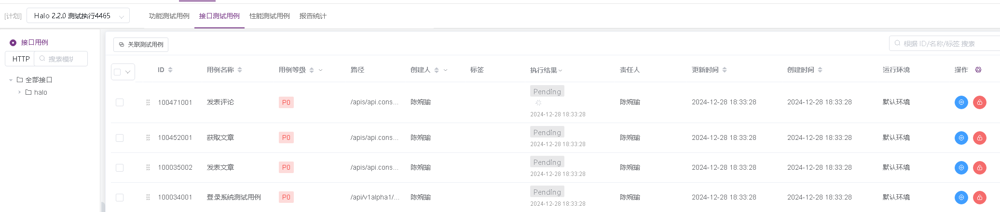 [计划] Halo 2.2.0 测试执行4465 功能测试用例 接口测试用例 性能测试用例 报告统计
接口用例
HTTP 搜索模块
全部接口
halo
关联测试用例 根据 ID/名称/标签 搜索
ID 用例名称 用例等级 路径 创建人 标签 执行结果 责任人 更新时间 创建时间 运行环境 操作
100471001 发表评论 P0 /apis/api.cons... 陈婉瑜 Pending 2024-12-28 18:33:28 陈婉瑜 2024-12-28 18:33:28 2024-12-28 18:33:28 默认环境
100452001 获取文章 P0 /apis/api.cons... 陈婉瑜 Pending 2024-12-28 18:33:28 陈婉瑜 2024-12-28 18:33:28 2024-12-28 18:33:28 默认环境
100035002 发表文章 P0 /apis/api.cons... 陈婉瑜 Pending 2024-12-28 18:33:28 陈婉瑜 2024-12-28 18:33:28 2024-12-28 18:33:28 默认环境
100034001 登录系统测试用例 P0 /api/v1alpha1/... 陈婉瑜 Pending 2024-12-28 18:33:28 陈婉瑜 2024-12-28 18:33:28 2024-12-28 18:33:28 默认环境